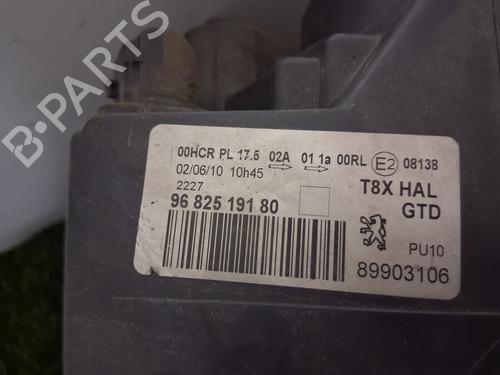 00HCR PL 17.5 02A 01 1a 00RL E2 0813B
02/06/10 10h45
2227
T8X HAL
GTD
96 825 191 80
PU10
89903106
B-PARTS